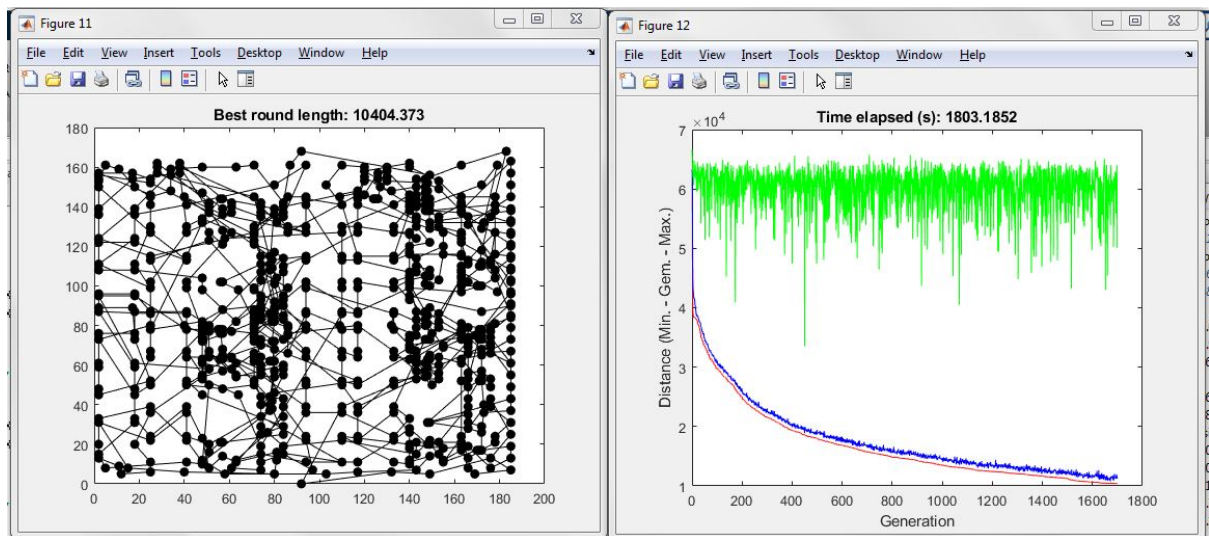 Figure 11
File Edit View Insert Tools Desktop Window Help
Best round length: 10404.373
180
160
140
120
100
80
60
40
20
0
0 20 40 60 80 100 120 140 160 180 200
Figure 12
File Edit View Insert Tools Desktop Window Help
Time elapsed (s): 1803.1852
×10⁴
7
6
5
4
3
2
1
Distance (Min. - Gem. - Max.)
0 200 400 600 800 1000 1200 1400 1600 1800
Generation